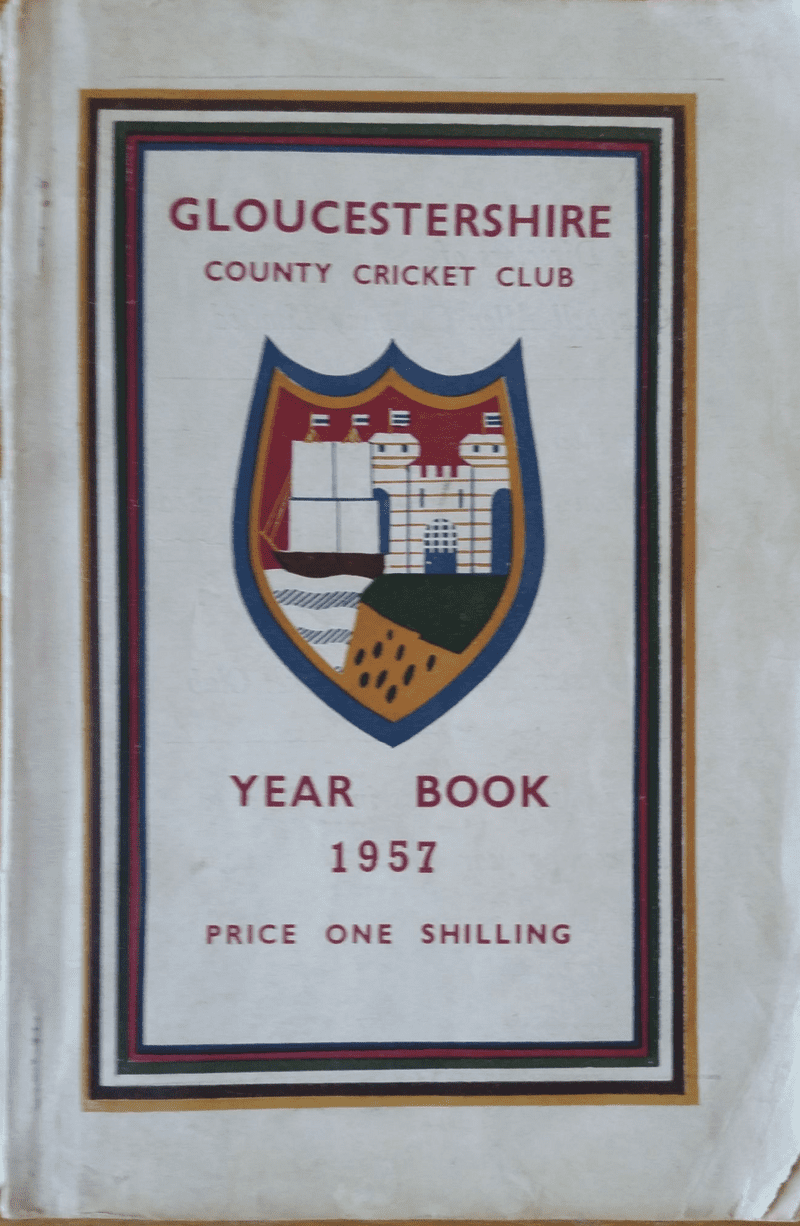 GLOUCESTERSHIRE
COUNTY CRICKET CLUB
YEAR BOOK
1957
PRICE ONE SHILLING